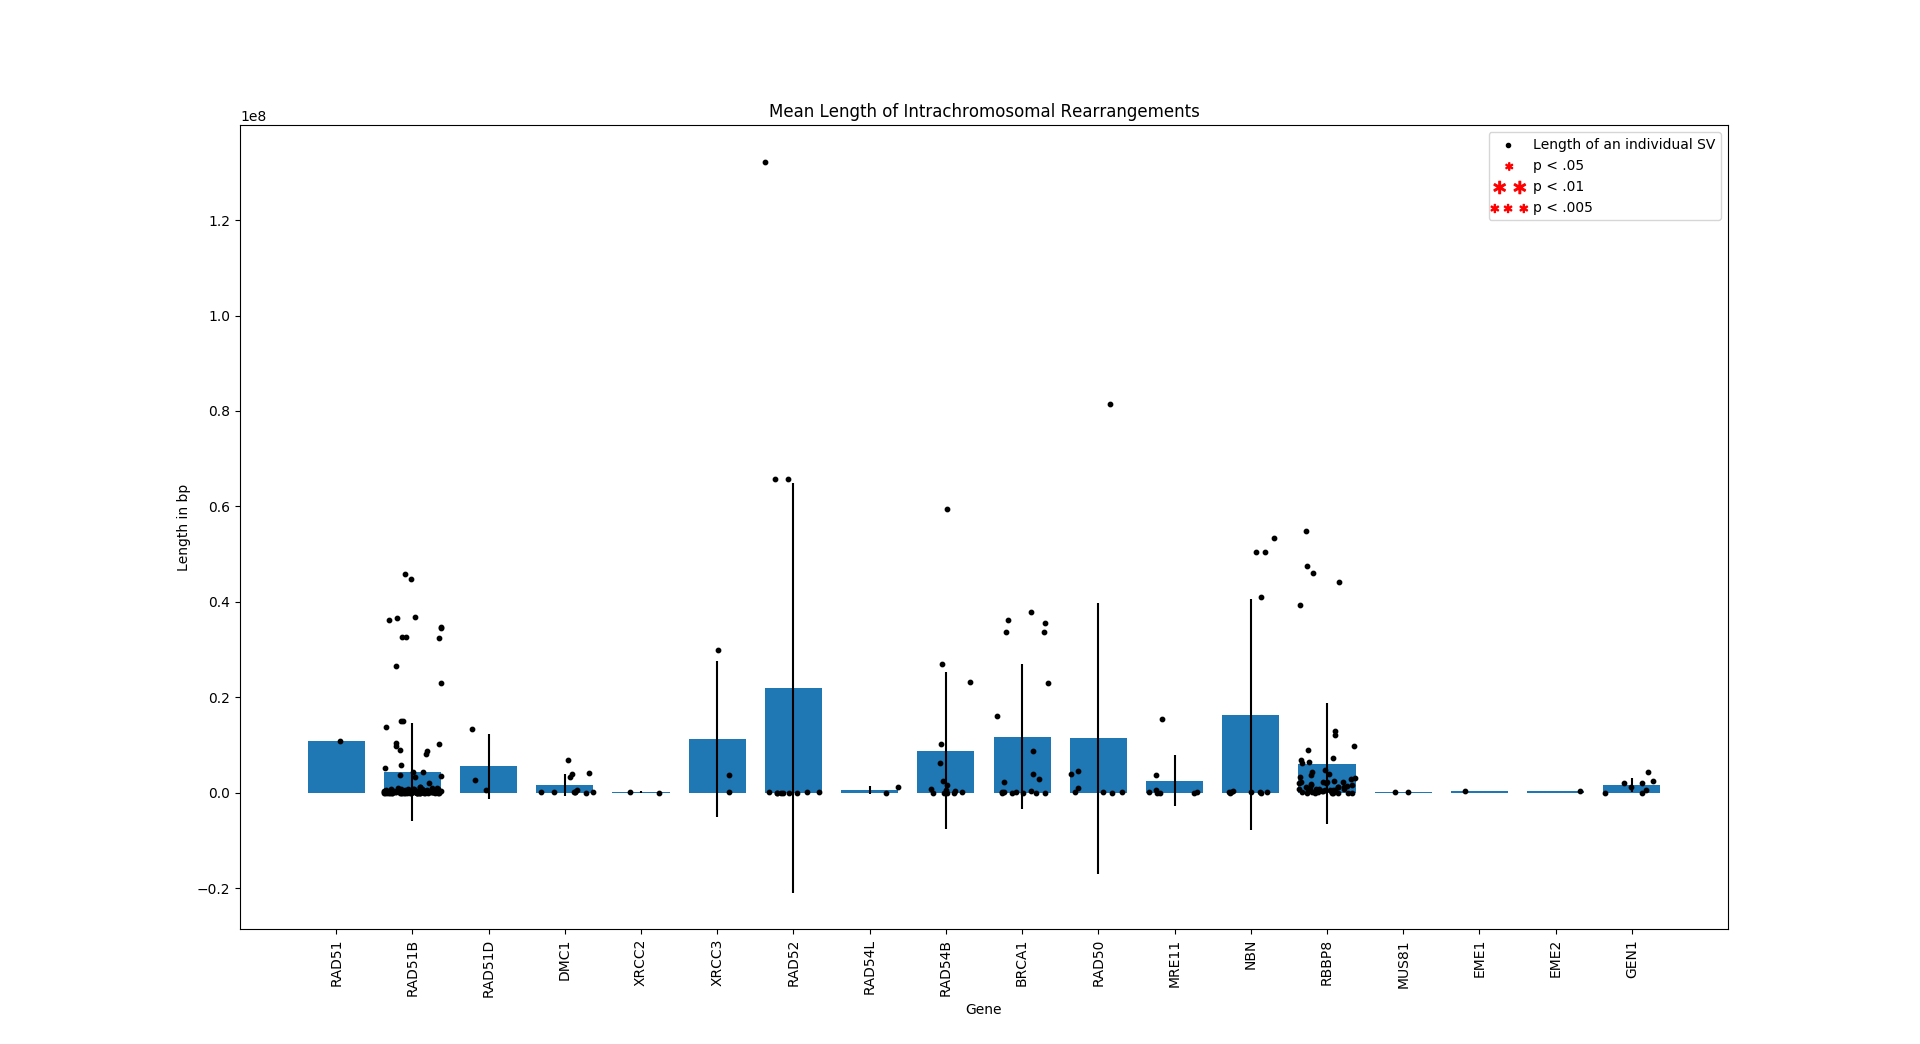 Mean Length of Intrachromosomal Rearrangements
1e8
Length of an individual SV
p < .05
p < .01
p < .005
1.2
1.0
0.8
0.6
0.4
0.2
0.0
−0.2
Length in bp
RAD51
RAD51B
RAD51D
DMC1
XRCC2
XRCC3
RAD52
RAD54L
RAD54B
BRCA1
RAD50
MRE11
NBN
RBBP8
MUS81
EME1
EME2
GEN1
Gene